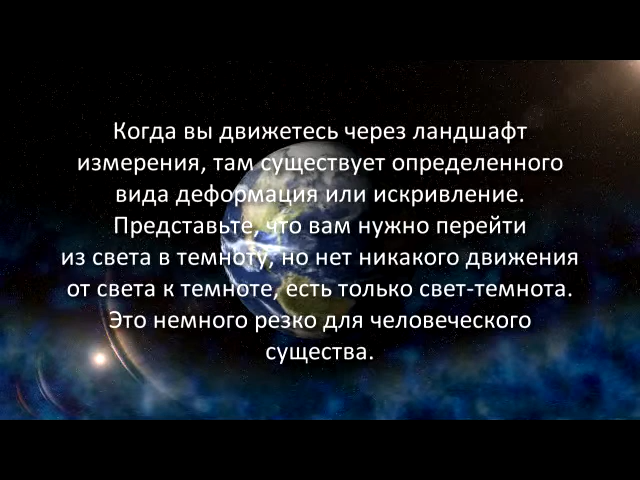 Когда вы движетесь через ландшафт
измерения, там существует определенного
вида деформация или искривление.
Представьте, что вам нужно перейти
из света в темноту, но нет никакого движения
от света к темноте, есть только свет-темнота.
Это немного резко для человеческого
существа.